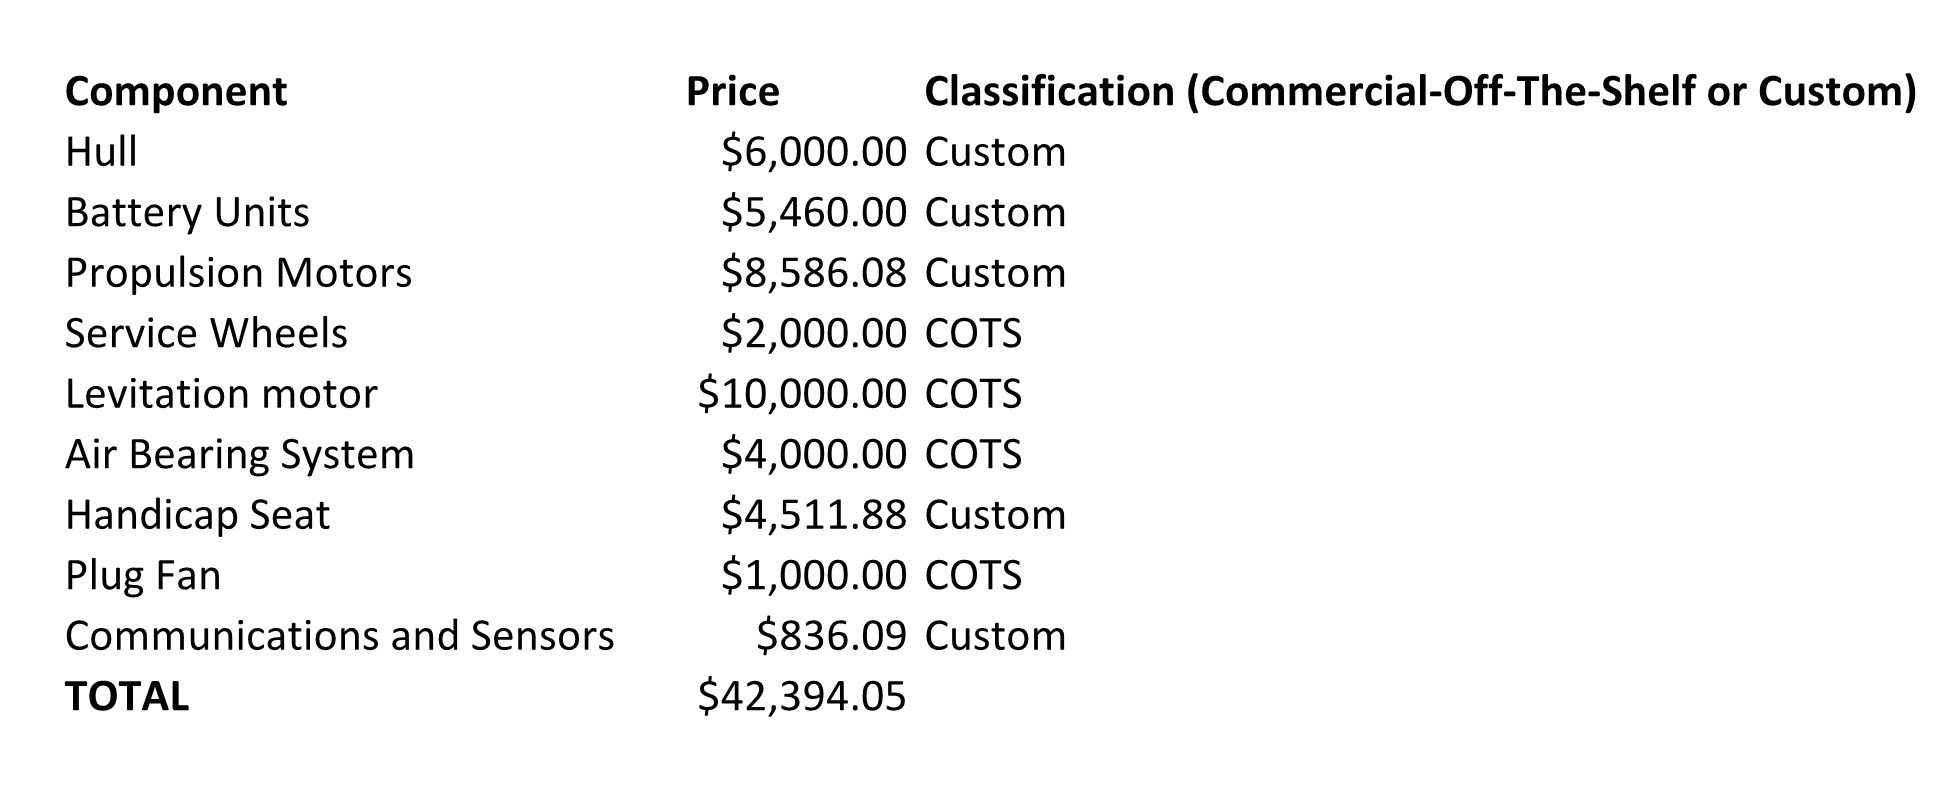 Component Price Classification (Commercial-Off-The-Shelf or Custom)
Hull $6,000.00 Custom
Battery Units $5,460.00 Custom
Propulsion Motors $8,586.08 Custom
Service Wheels $2,000.00 COTS
Levitation motor $10,000.00 COTS
Air Bearing System $4,000.00 COTS
Handicap Seat $4,511.88 Custom
Plug Fan $1,000.00 COTS
Communications and Sensors $836.09 Custom
TOTAL $42,394.05